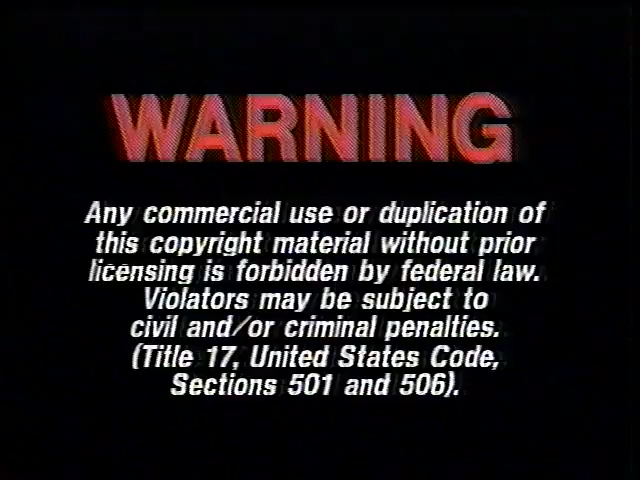 WARNING
Any commercial use or duplication of
this copyright material without prior
licensing is forbidden by federal law.
Violators may be subject to
civil and/or criminal penalties.
(Title 17, United States Code,
Sections 501 and 506).